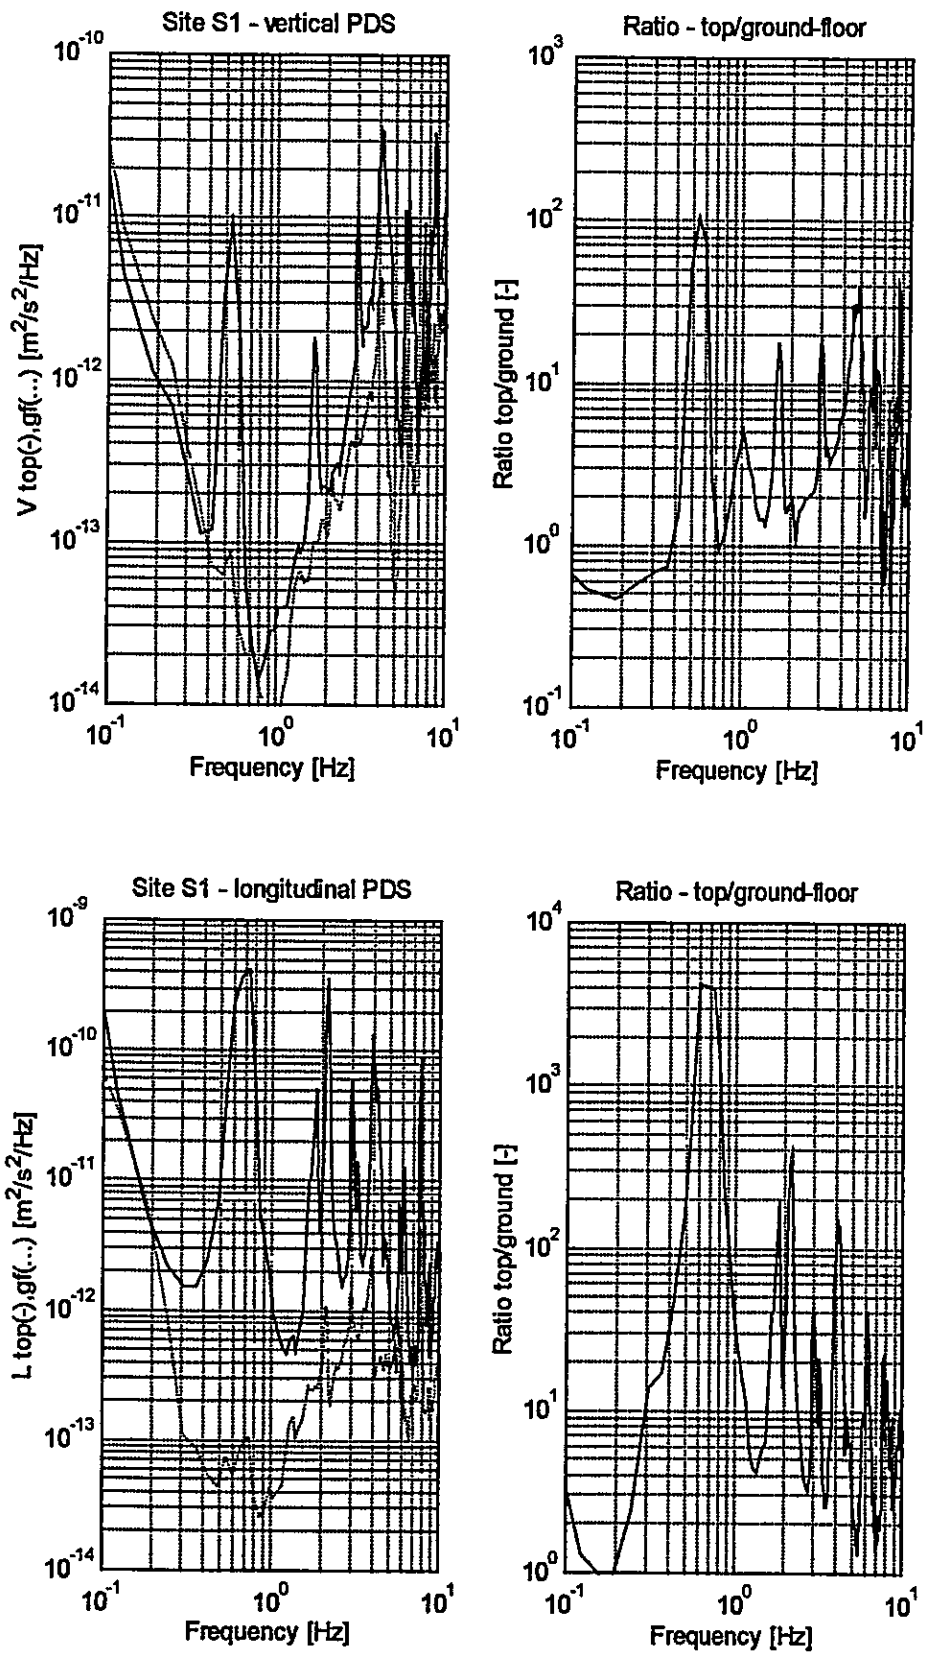 Site S1 - vertical PDS
V top(-),gf(...) [m^2/s^2/Hz]
10^-10
10^-11
10^-12
10^-13
10^-14
10^-1
10^0
10^1
Frequency [Hz]
Ratio - top/ground-floor
Ratio top/ground [-]
10^3
10^2
10^1
10^0
10^-1
10^-1
10^0
10^1
Frequency [Hz]
Site S1 - longitudinal PDS
L top(-),gf(...) [m^2/s^2/Hz]
10^-9
10^-10
10^-11
10^-12
10^-13
10^-14
10^-1
10^0
10^1
Frequency [Hz]
Ratio - top/ground-floor
Ratio top/ground [-]
10^4
10^3
10^2
10^1
10^0
10^-1
10^0
10^1
Frequency [Hz]